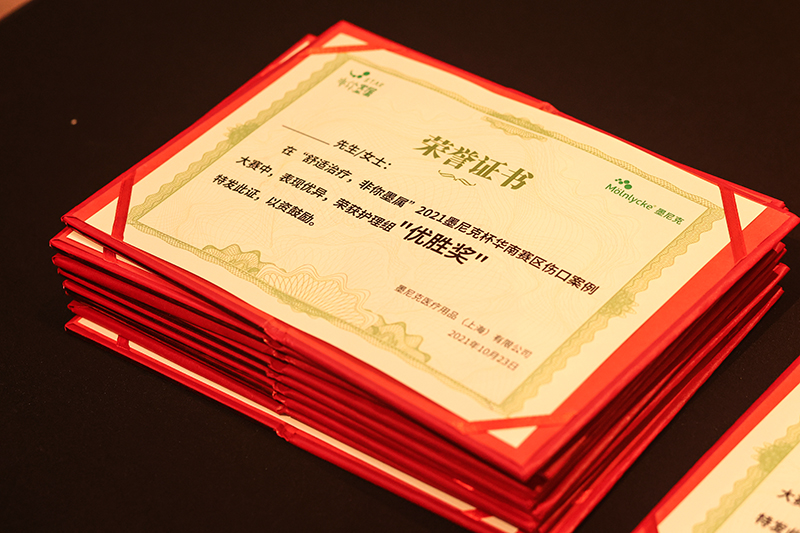 荣誉证书
Mölnlycke® 墨尼克
先生/女士：
在“舒适治疗，非你墨属”2021墨尼克杯华南赛区伤口案例
大赛中，表现优异，荣获护理组“优胜奖”
特发此证，以资鼓励。
墨尼克医疗用品（上海）有限公司
2021年10月23日
大赛
特发